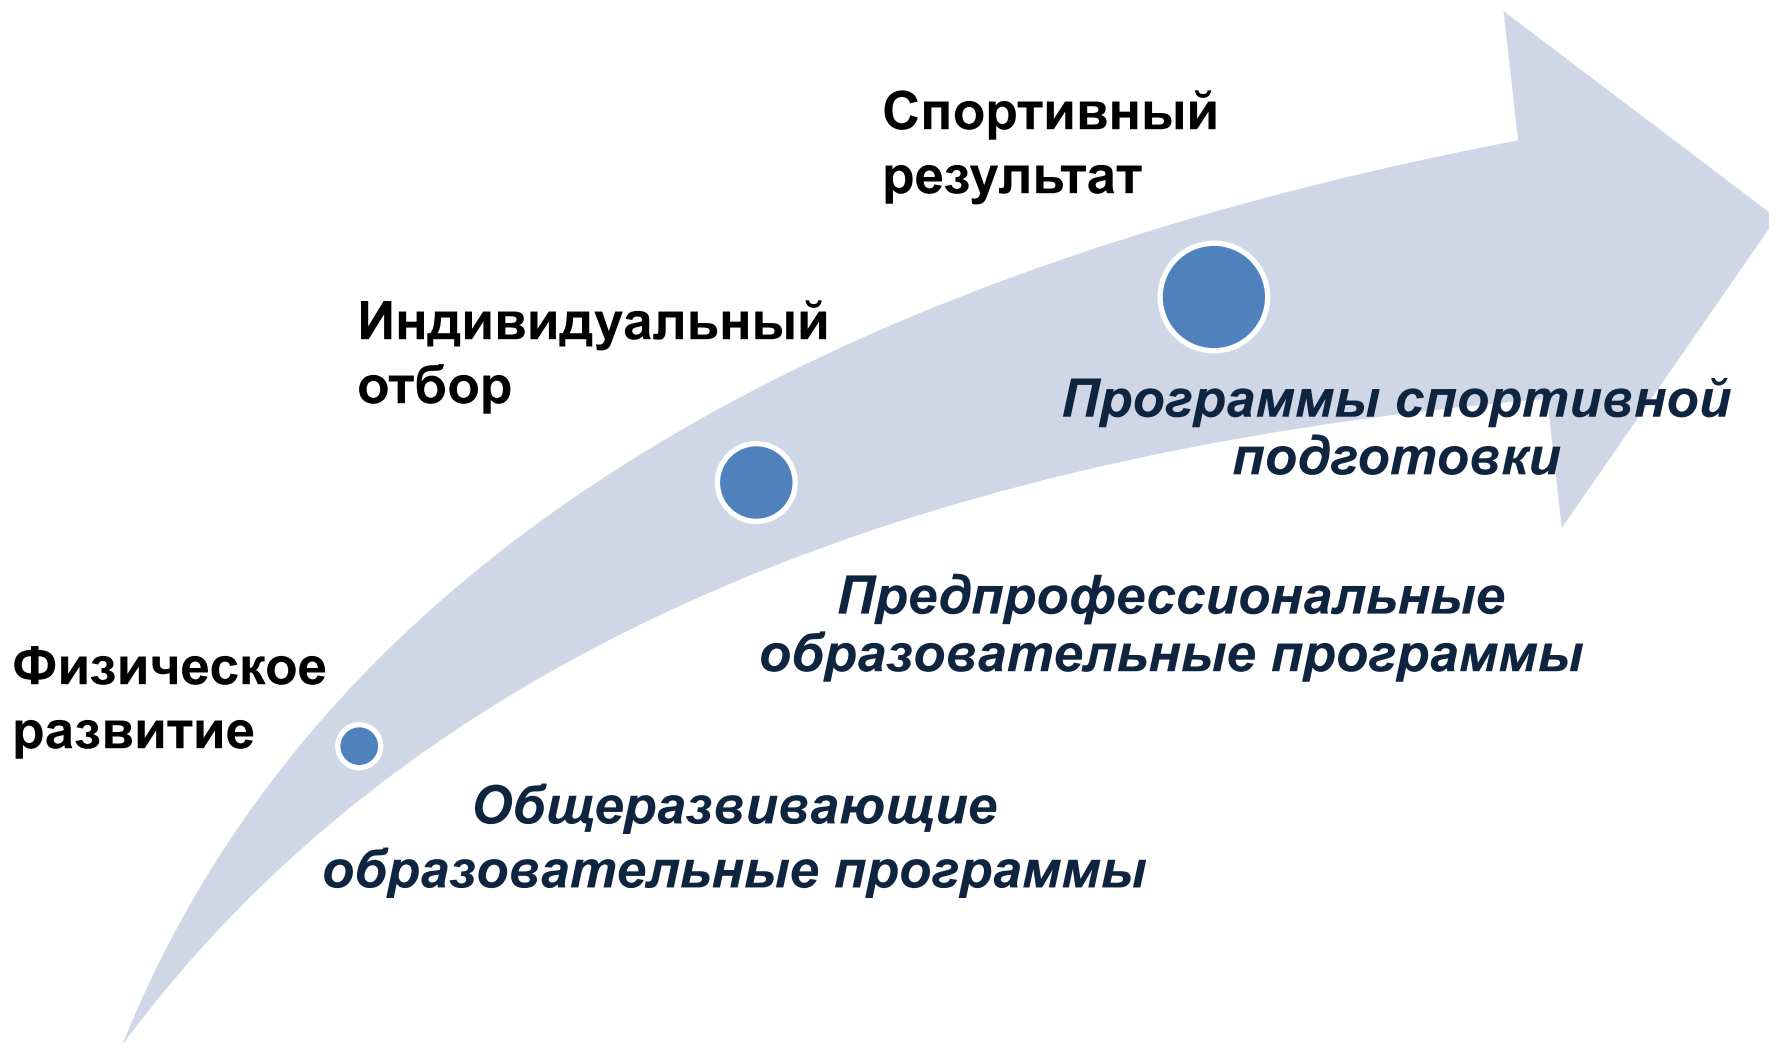 Спортивный
результат
Индивидуальный
отбор
Программы спортивной
подготовки
Предпрофессиональные
образовательные программы
Физическое
развитие
Общеразвивающие
образовательные программы